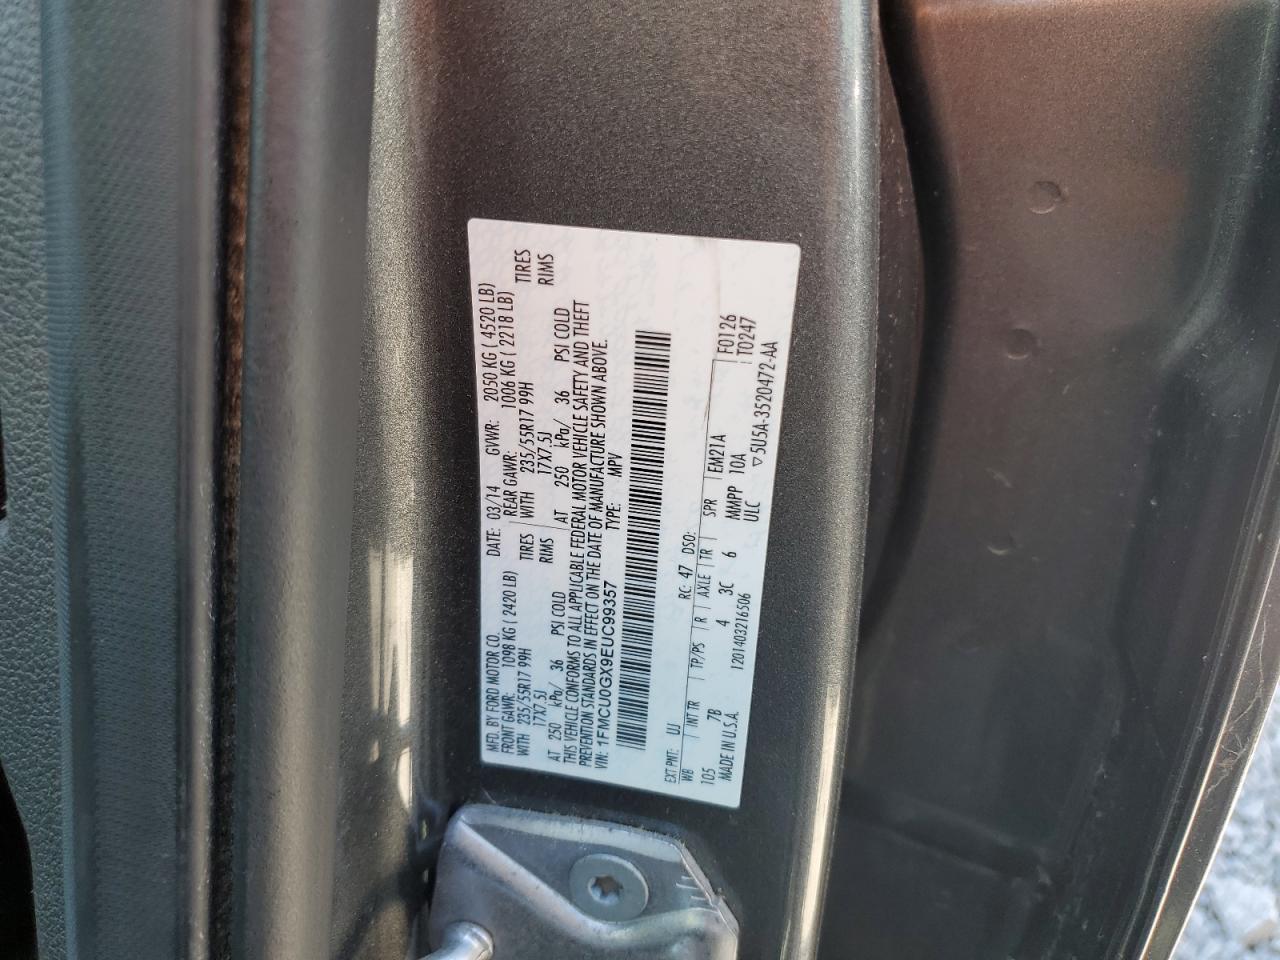 MFD. BY FORD MOTOR CO.
DATE: 03/14 GVWR: 2050 KG ( 4520 LB)
FRONT GAWR: 1098 KG ( 2420 LB) REAR GAWR: 1006 KG ( 2218 LB)
WITH 235/55R17 99H TIRES WITH 235/55R17 99H TIRES
17X7.5J RIMS 17X7.5J RIMS
AT 250 kPa/ 36 PSI COLD AT 250 kPa/ 36 PSI COLD
THIS VEHICLE CONFORMS TO ALL APPLICABLE FEDERAL MOTOR VEHICLE SAFETY AND THEFT
PREVENTION STANDARDS IN EFFECT ON THE DATE OF MANUFACTURE SHOWN ABOVE.
VIN: 1FMCU0GX9EUC99357 TYPE: MPV
EXT PNT: UJ RC: 47 DSO: F0126
WB INT TR TP/PS R AXLE TR SPR EM21A T0247
105 7B 4 3C 6 MMPP 10A
MADE IN U.S.A. 1201403216506 ULC ▽5U5A-3520472-AA